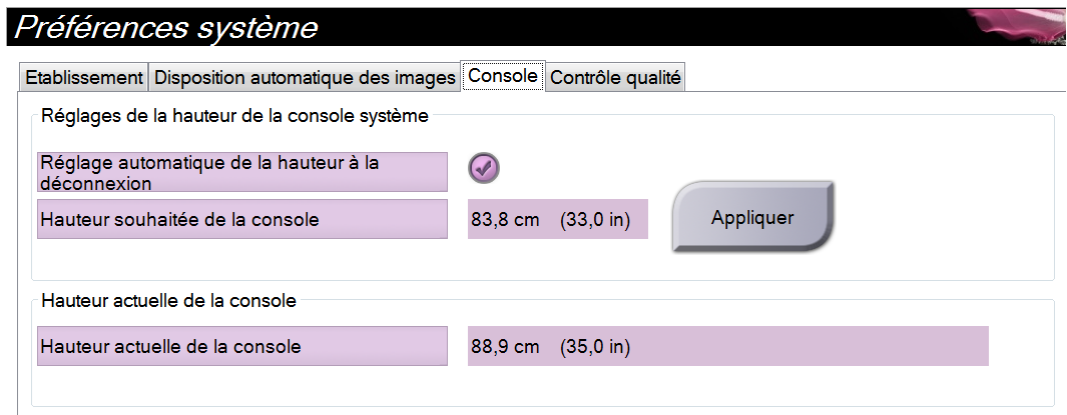 Préférences système
Etablissement Disposition automatique des images Console Contrôle qualité
Réglages de la hauteur de la console système
Réglage automatique de la hauteur à la
déconnexion
Hauteur souhaitée de la console 83,8 cm (33,0 in) Appliquer
Hauteur actuelle de la console
Hauteur actuelle de la console 88,9 cm (35,0 in)